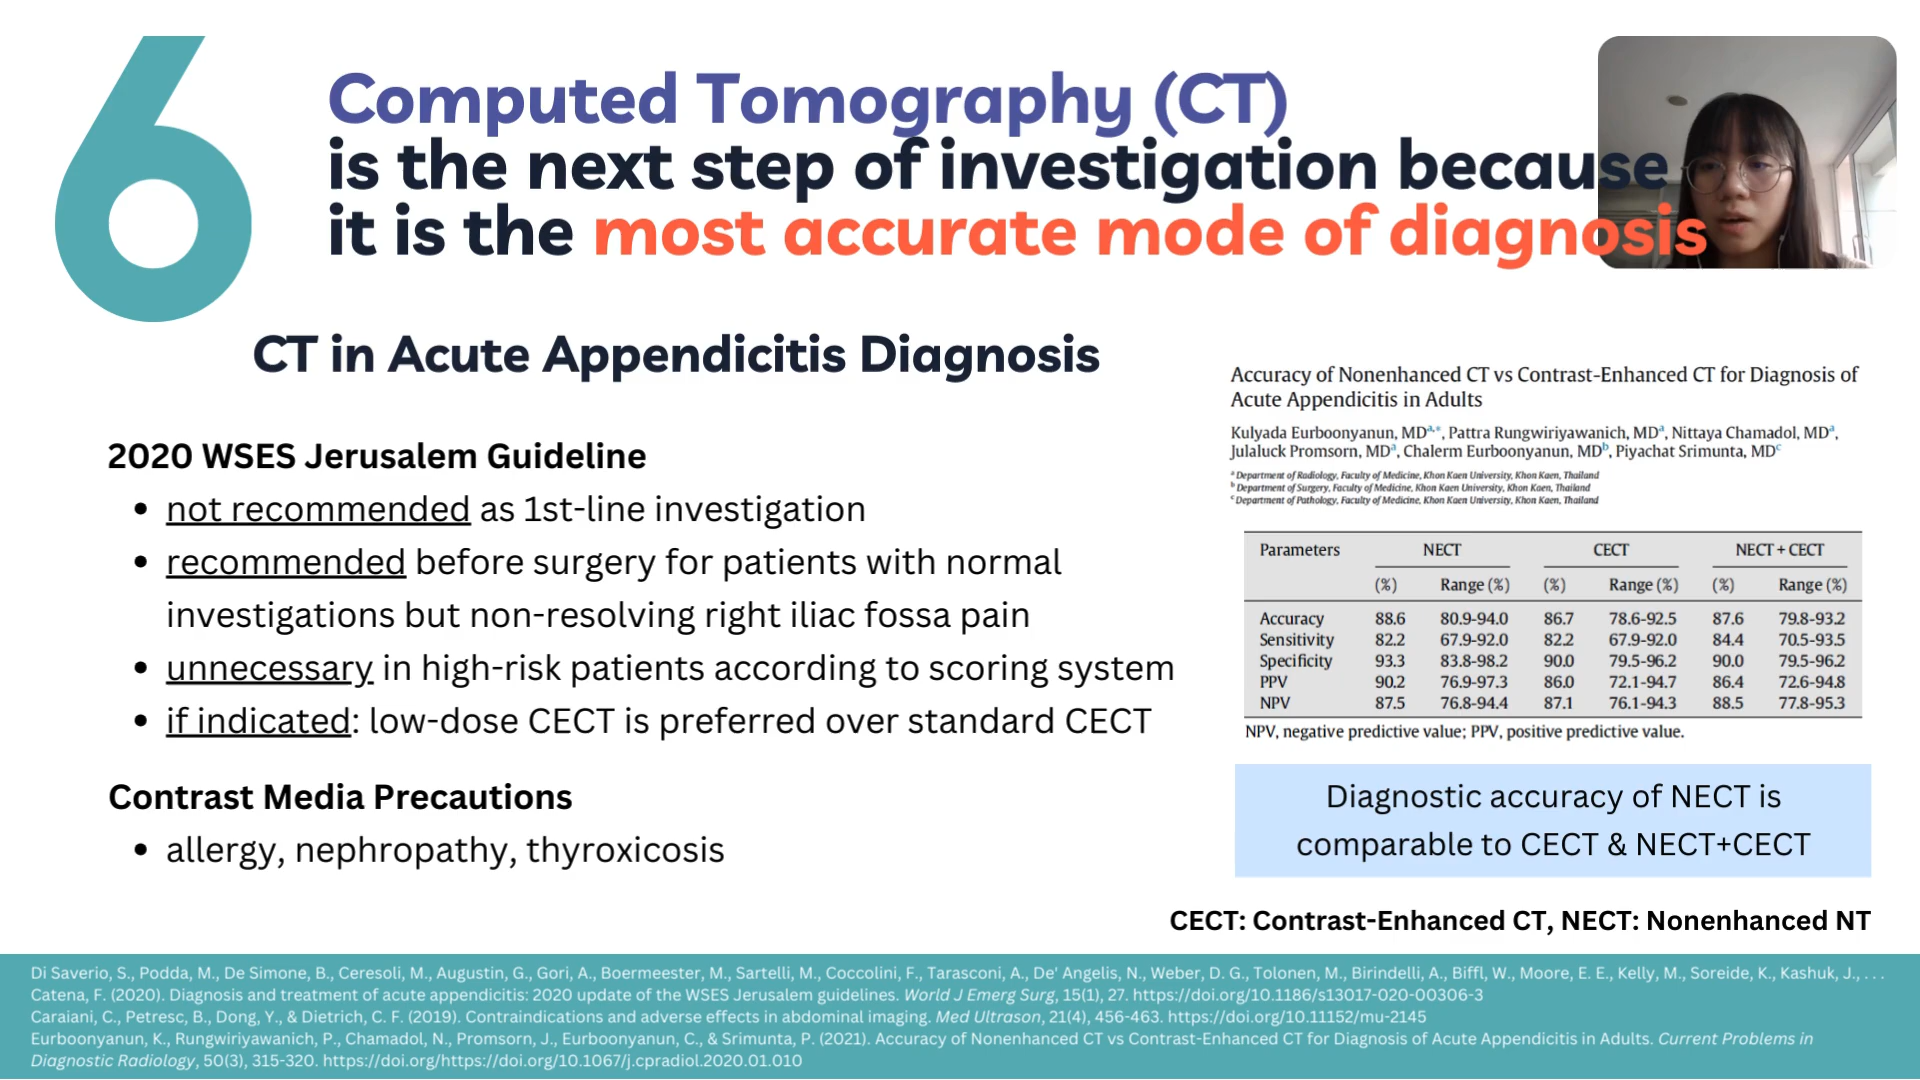 6
Computed Tomography (CT)
is the next step of investigation because
it is the most accurate mode of diagnosis
CT in Acute Appendicitis Diagnosis
2020 WSES Jerusalem Guideline
• not recommended as 1st-line investigation
• recommended before surgery for patients with normal
investigations but non-resolving right iliac fossa pain
• unnecessary in high-risk patients according to scoring system
• if indicated: low-dose CECT is preferred over standard CECT
Contrast Media Precautions
• allergy, nephropathy, thyroxicosis
Accuracy of Nonenhanced CT vs Contrast-Enhanced CT for Diagnosis of
Acute Appendicitis in Adults
Kulyada Eurboonyanun, MDa,*, Pattra Rungwiriyawanich, MDa, Nittaya Chamadol, MDa,
Julaluck Promsorn, MDa, Chalerm Eurboonyanun, MDb, Piyachat Srimunta, MDc
a Department of Radiology, Faculty of Medicine, Khon Kaen University, Khon Kaen, Thailand
b Department of Surgery, Faculty of Medicine, Khon Kaen University, Khon Kaen, Thailand
c Department of Pathology, Faculty of Medicine, Khon Kaen University, Khon Kaen, Thailand
Parameters NECT CECT NECT + CECT
(%) Range (%) (%) Range (%) (%) Range (%)
Accuracy 88.6 80.9-94.0 86.7 78.6-92.5 87.6 79.8-93.2
Sensitivity 82.2 67.9-92.0 82.2 67.9-92.0 84.4 70.5-93.5
Specificity 93.3 83.8-98.2 90.0 79.5-96.2 90.0 79.5-96.2
PPV 90.2 76.9-97.3 86.0 72.1-94.7 86.4 72.6-94.8
NPV 87.5 76.8-94.4 87.1 76.1-94.3 88.5 77.8-95.3
NPV, negative predictive value; PPV, positive predictive value.
Diagnostic accuracy of NECT is
comparable to CECT & NECT+CECT
CECT: Contrast-Enhanced CT, NECT: Nonenhanced NT
Di Saverio, S., Podda, M., De Simone, B., Ceresoli, M., Augustin, G., Gori, A., Boermeester, M., Sartelli, M., Coccolini, F., Tarasconi, A., De' Angelis, N., Weber, D. G., Tolonen, M., Birindelli, A., Biffl, W., Moore, E. E., Kelly, M., Soreide, K., Kashuk, J., . . .
Catena, F. (2020). Diagnosis and treatment of acute appendicitis: 2020 update of the WSES Jerusalem guidelines. World J Emerg Surg, 15(1), 27. https://doi.org/10.1186/s13017-020-00306-3
Caraiani, C., Petresc, B., Dong, Y., & Dietrich, C. F. (2019). Contraindications and adverse effects in abdominal imaging. Med Ultrason, 21(4), 456-463. https://doi.org/10.11152/mu-2145
Eurboonyanun, K., Rungwiriyawanich, P., Chamadol, N., Promsorn, J., Eurboonyanun, C., & Srimunta, P. (2021). Accuracy of Nonenhanced CT vs Contrast-Enhanced CT for Diagnosis of Acute Appendicitis in Adults. Current Problems in
Diagnostic Radiology, 50(3), 315-320. https://doi.org/https://doi.org/10.1067/j.cpradiol.2020.01.010